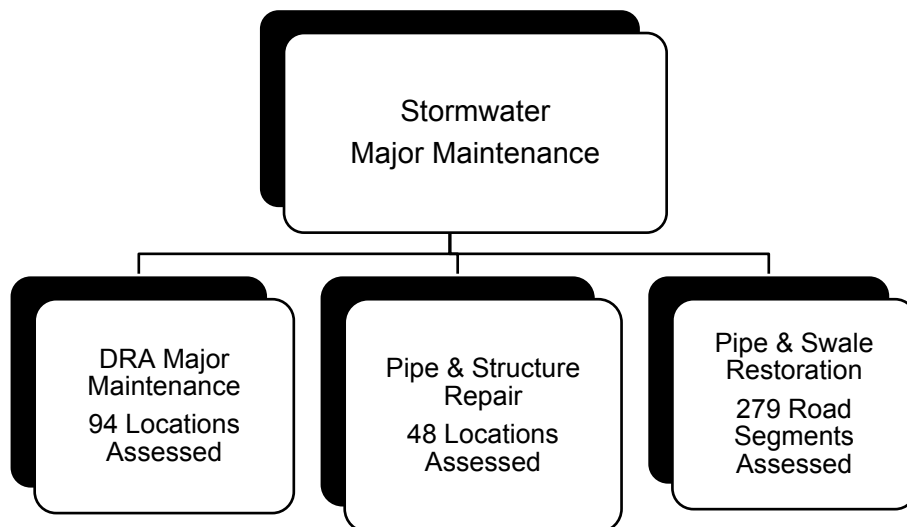 Stormwater
Major Maintenance
DRA Major
Maintenance
94 Locations
Assessed
Pipe & Structure
Repair
48 Locations
Assessed
Pipe & Swale
Restoration
279 Road
Segments
Assessed